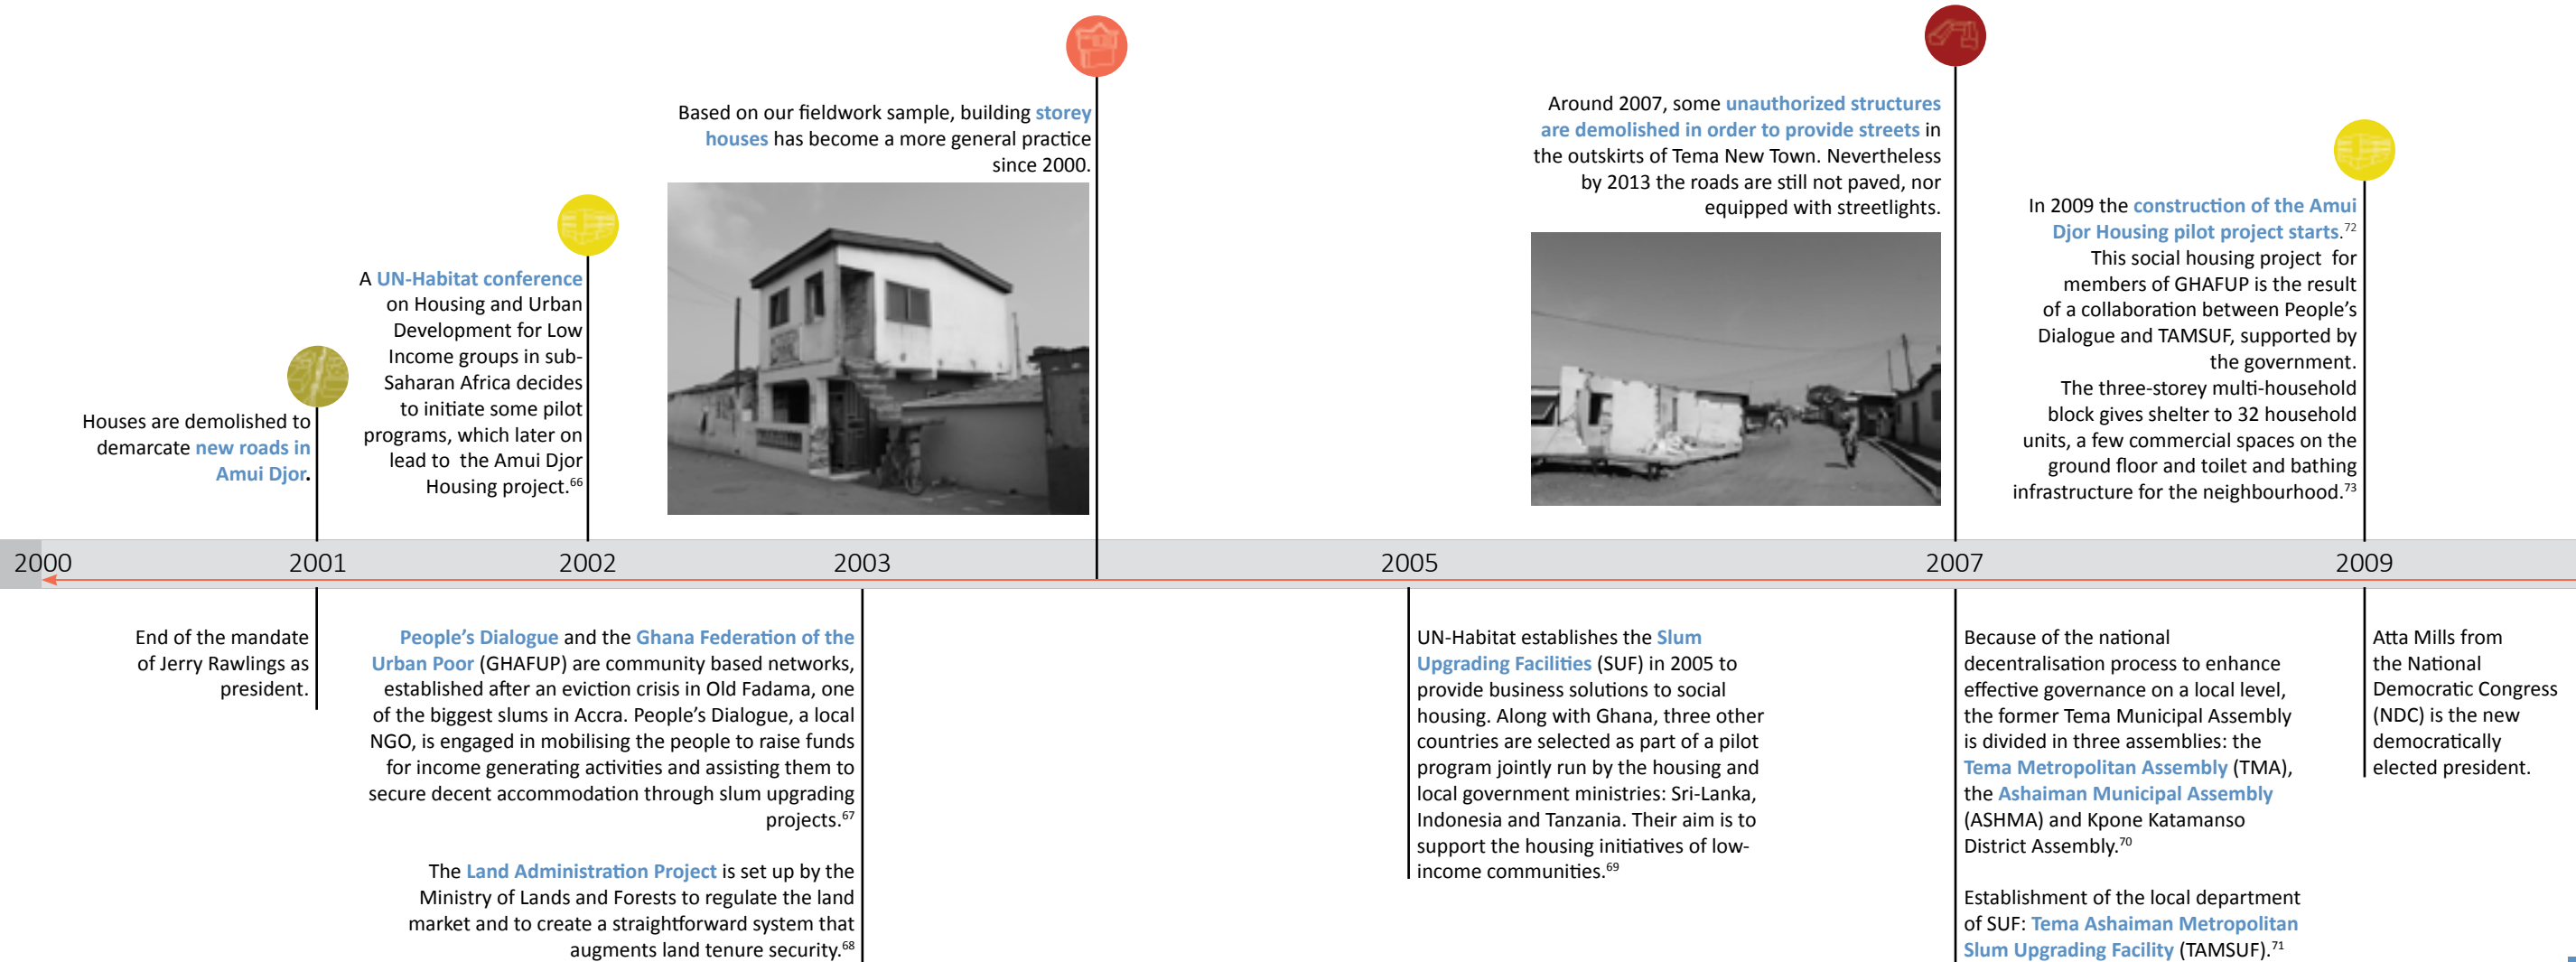 Based on our fieldwork sample, building storey
houses has become a more general practice
since 2000.
Around 2007, some unauthorized structures
are demolished in order to provide streets in
the outskirts of Tema New Town. Nevertheless
by 2013 the roads are still not paved, nor
equipped with streetlights.
In 2009 the construction of the Amui
Djor Housing pilot project starts.72
This social housing project for
members of GHAFUP is the result
of a collaboration between People’s
Dialogue and TAMSUF, supported by
the government.
The three-storey multi-household
block gives shelter to 32 household
units, a few commercial spaces on the
ground floor and toilet and bathing
infrastructure for the neighbourhood.73
A UN-Habitat conference
on Housing and Urban
Development for Low
Income groups in sub-
Saharan Africa decides
to initiate some pilot
programs, which later on
lead to the Amui Djor
Housing project.66
Houses are demolished to
demarcate new roads in
Amui Djor.
2000 2001 2002 2003 2005 2007 2009
End of the mandate
of Jerry Rawlings as
president.
People’s Dialogue and the Ghana Federation of the
Urban Poor (GHAFUP) are community based networks,
established after an eviction crisis in Old Fadama, one
of the biggest slums in Accra. People’s Dialogue, a local
NGO, is engaged in mobilising the people to raise funds
for income generating activities and assisting them to
secure decent accommodation through slum upgrading
projects.67
The Land Administration Project is set up by the
Ministry of Lands and Forests to regulate the land
market and to create a straightforward system that
augments land tenure security.68
UN-Habitat establishes the Slum
Upgrading Facilities (SUF) in 2005 to
provide business solutions to social
housing. Along with Ghana, three other
countries are selected as part of a pilot
program jointly run by the housing and
local government ministries: Sri-Lanka,
Indonesia and Tanzania. Their aim is to
support the housing initiatives of low-
income communities.69
Because of the national
decentralisation process to enhance
effective governance on a local level,
the former Tema Municipal Assembly
is divided in three assemblies: the
Tema Metropolitan Assembly (TMA),
the Ashaiman Municipal Assembly
(ASHMA) and Kpone Katamanso
District Assembly.70
Establishment of the local department
of SUF: Tema Ashaiman Metropolitan
Slum Upgrading Facility (TAMSUF).71
Atta Mills from
the National
Democratic Congress
(NDC) is the new
democratically
elected president.